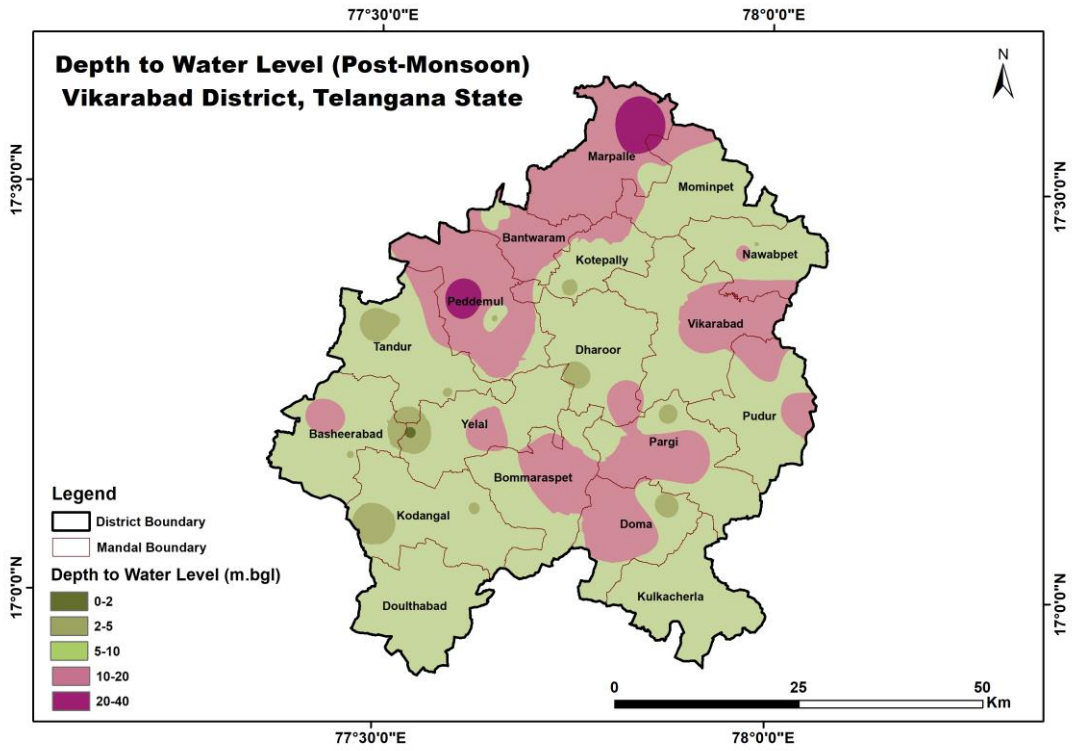 77°30'0"E
78°0'0"E
Depth to Water Level (Post-Monsoon)
Vikarabad District, Telangana State
N
17°30'0"N
17°30'0"N
Marpalle
Mominpet
Bantwaram
Kotepally
Nawabpet
Peddemul
Vikarabad
Tandur
Dharoor
Pudur
Basheerabad
Yelal
Pargi
Bommaraspet
Kodangal
Doma
Doulthabad
Kulkacherla
17°0'0"N
17°0'0"N
Legend
District Boundary
Mandal Boundary
Depth to Water Level (m.bgl)
0-2
2-5
5-10
10-20
20-40
0 25 50
Km
77°30'0"E
78°0'0"E